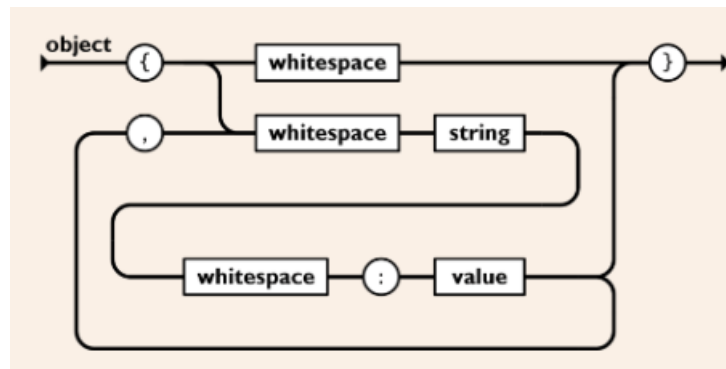 object
{ whitespace }
, whitespace string
whitespace : value